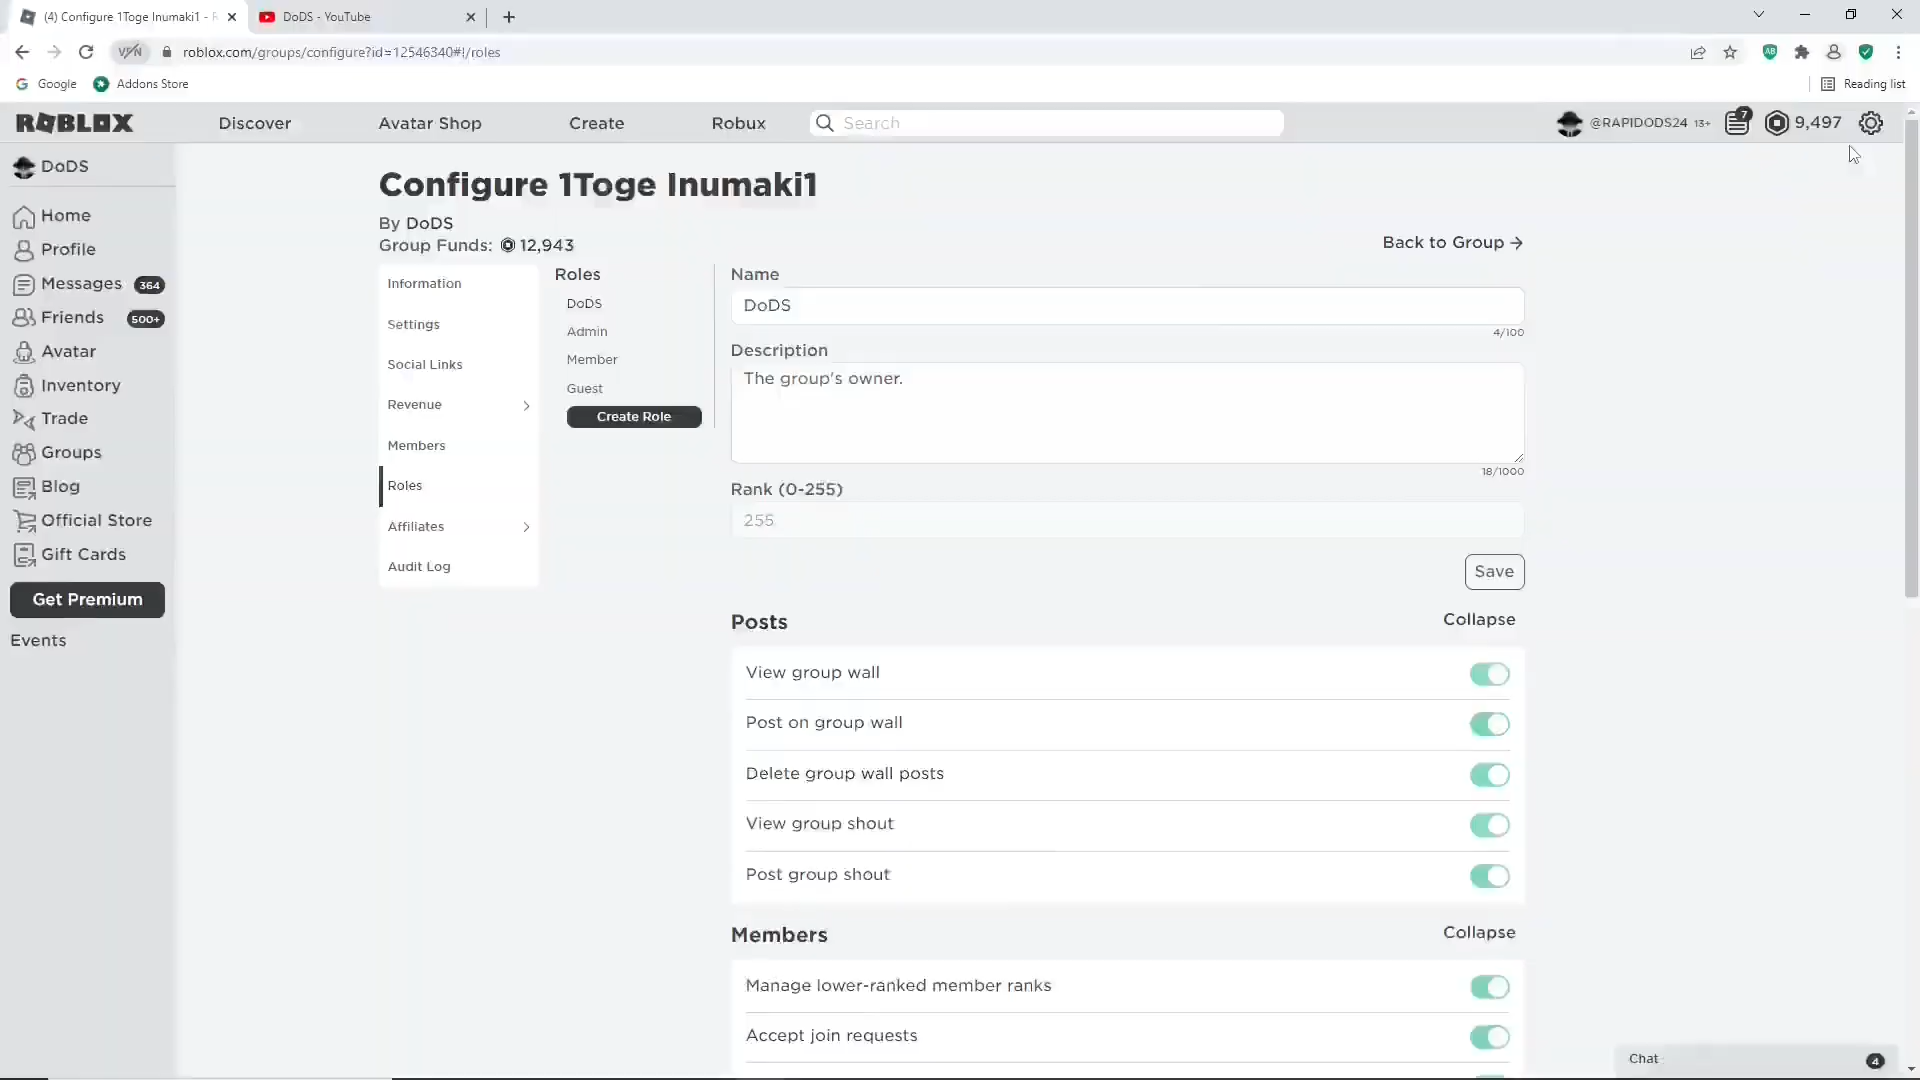 (4) Configure 1Toge Inumaki1 - R
DoDS - YouTube
VPN
roblox.com/groups/configure?id=12546340#!/roles
Google
Addons Store
Reading list
ROBLOX
Discover
Avatar Shop
Create
Robux
Search
@RAPIDODS24 13+
7
9,497
DoDS
Home
Profile
Messages 364
Friends 500+
Avatar
Inventory
Trade
Groups
Blog
Official Store
Gift Cards
Get Premium
Events
Configure 1Toge Inumaki1
By DoDS
Group Funds: 12,943
Back to Group →
Information
Settings
Social Links
Revenue
Members
Roles
Affiliates
Audit Log
Roles
DoDS
Admin
Member
Guest
Create Role
Name
DoDS
4/100
Description
The group's owner.
18/1000
Rank (0-255)
255
Save
Posts
Collapse
View group wall
Post on group wall
Delete group wall posts
View group shout
Post group shout
Members
Collapse
Manage lower-ranked member ranks
Accept join requests
Chat
4